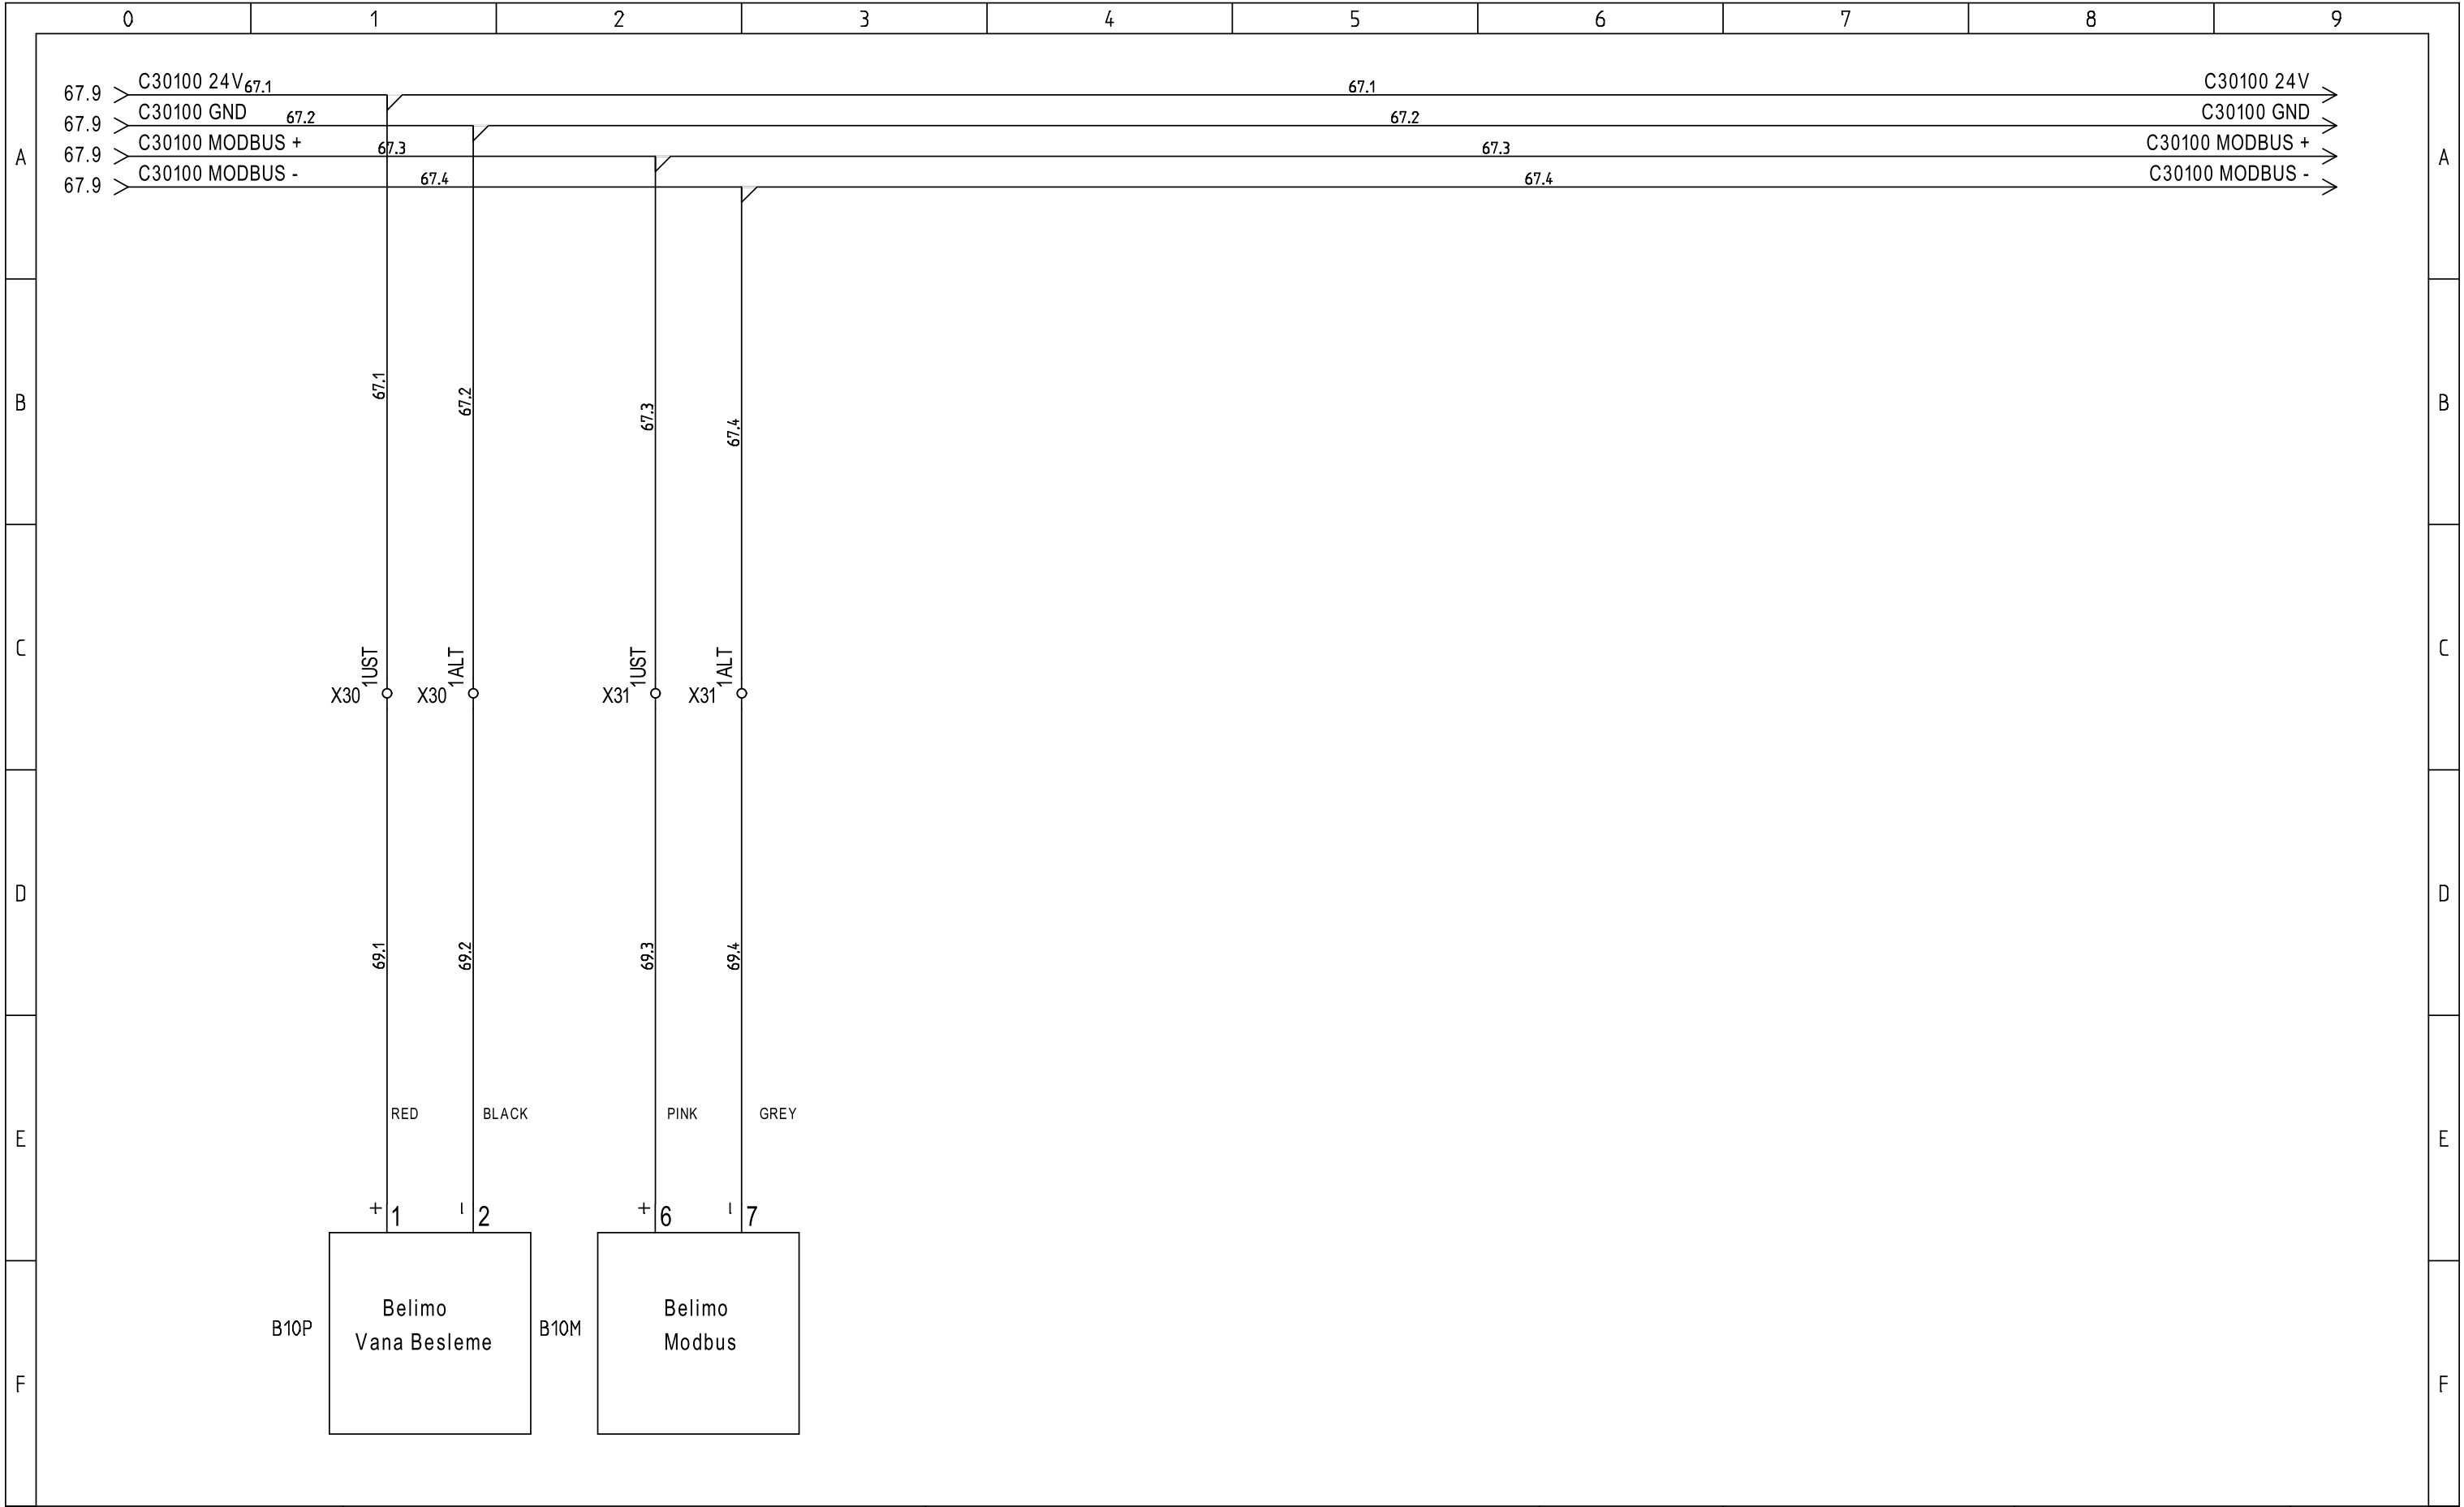 0 1 2 3 4 5 6 7 8 9
67.9 C30100 24V 67.1 67.1 C30100 24V
67.9 C30100 GND 67.2 67.2 C30100 GND
67.9 C30100 MODBUS + 67.3 67.3 C30100 MODBUS +
67.9 C30100 MODBUS - 67.4 67.4 C30100 MODBUS -
A A
67.1 67.2 67.3 67.4
B B
1UST 1ALT 1UST 1ALT
C C
X30 X30 X31 X31
D D
69.1 69.2 69.3 69.4
RED BLACK PINK GREY
E E
+ 1 - 2 + 6 - 7
Belimo Belimo
B10P B10M
Vana Besleme Modbus
F F